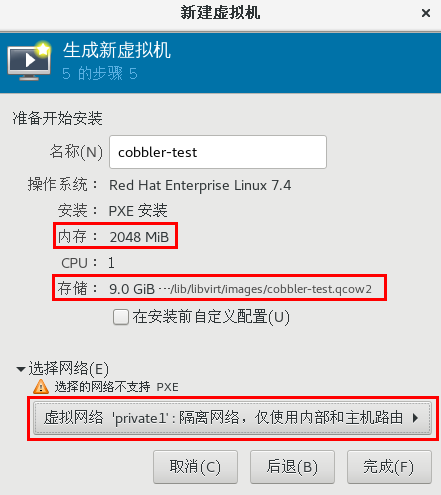 新建虚拟机
生成新虚拟机
5 的步骤 5
准备开始安装
名称(N) cobbler-test
操作系统： Red Hat Enterprise Linux 7.4
安装： PXE 安装
内存： 2048 MiB
CPU： 1
存储： 9.0 GiB ···/lib/libvirt/images/cobbler-test.qcow2
在安装前自定义配置(U)
选择网络(E)
选择的网络不支持 PXE
虚拟网络 'private1'：隔离网络，仅使用内部和主机路由
取消(C) 后退(B) 完成(F)